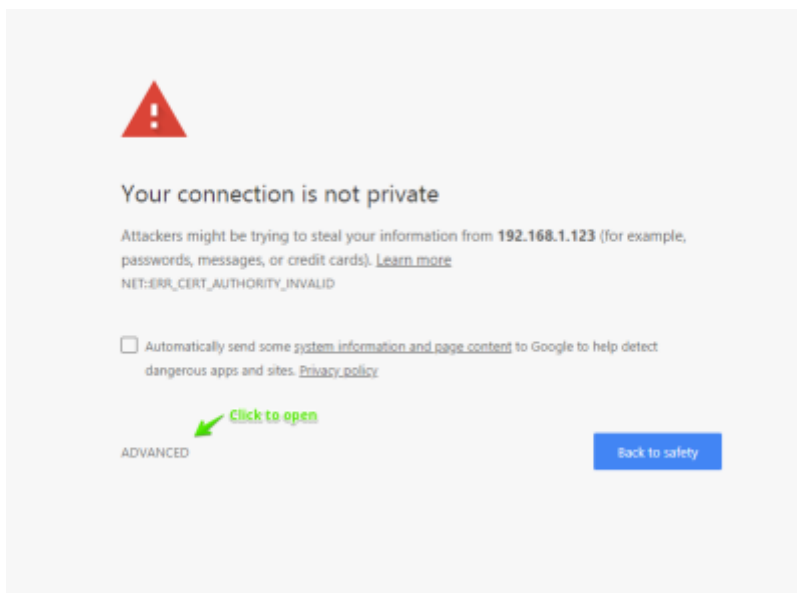 Your connection is not private
Attackers might be trying to steal your information from 192.168.1.123 (for example,
passwords, messages, or credit cards). Learn more
NET::ERR_CERT_AUTHORITY_INVALID
Automatically send some system information and page content to Google to help detect
dangerous apps and sites. Privacy policy
Click to open
ADVANCED
Back to safety